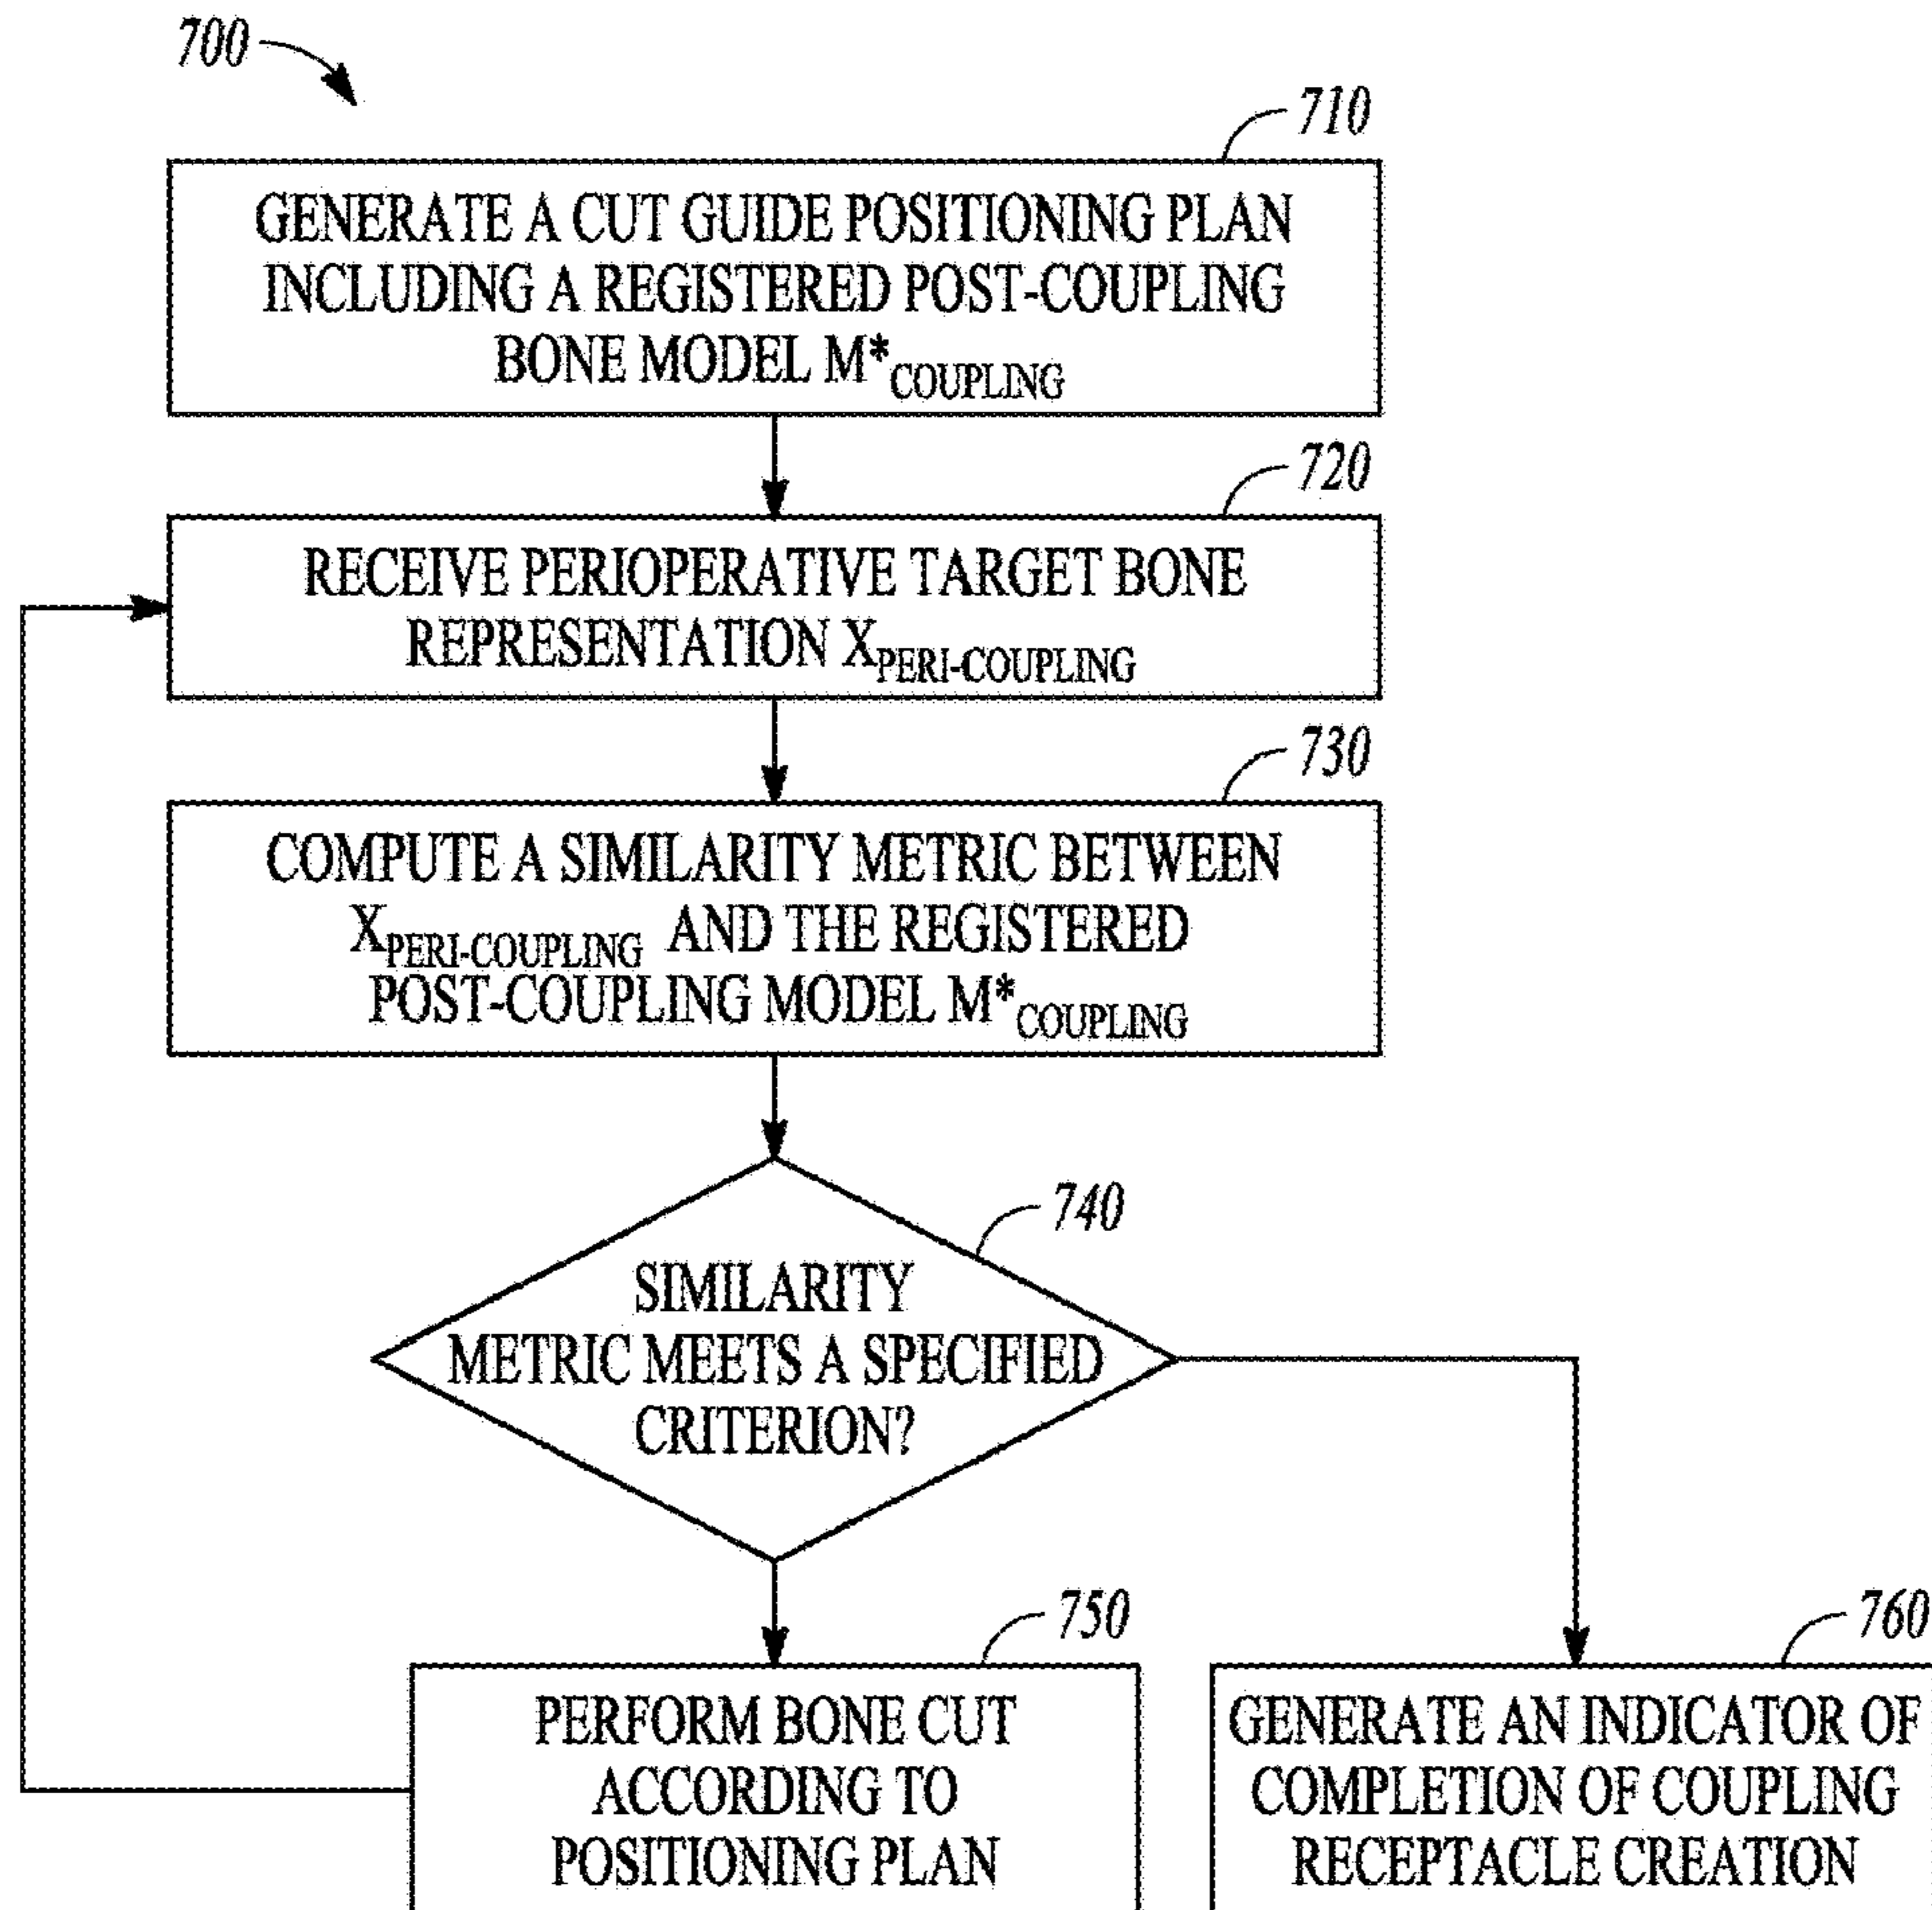 700
710
GENERATE A CUT GUIDE POSITIONING PLAN
INCLUDING A REGISTERED POST-COUPLING
BONE MODEL M*COUPLING
720
RECEIVE PERIOPERATIVE TARGET BONE
REPRESENTATION XPERI-COUPLING
730
COMPUTE A SIMILARITY METRIC BETWEEN
XPERI-COUPLING AND THE REGISTERED
POST-COUPLING MODEL M*COUPLING
740
SIMILARITY
METRIC MEETS A SPECIFIED
CRITERION?
750
PERFORM BONE CUT
ACCORDING TO
POSITIONING PLAN
760
GENERATE AN INDICATOR OF
COMPLETION OF COUPLING
RECEPTACLE CREATION